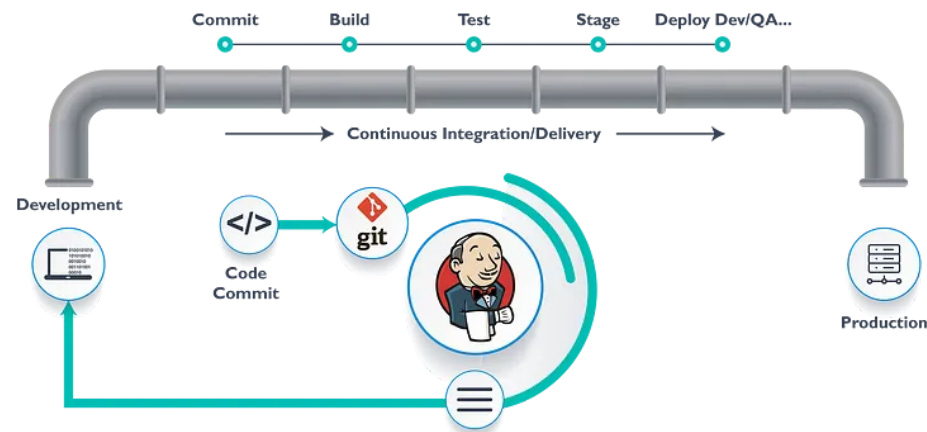 Commit
Build
Test
Stage
Deploy Dev/QA...
Continuous Integration/Delivery
Development
</>
git
Code
Commit
Production